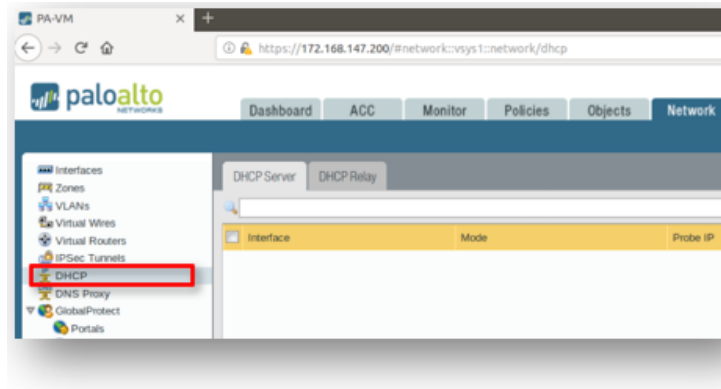 PA-VM
https://172.168.147.200/#network::vsys1::network/dhcp
paloalto
NETWORKS
Dashboard ACC Monitor Policies Objects Network
Interfaces
Zones
VLANs
Virtual Wires
Virtual Routers
IPSec Tunnels
DHCP
DNS Proxy
GlobalProtect
Portals
DHCP Server DHCP Relay
Interface Mode Probe IP